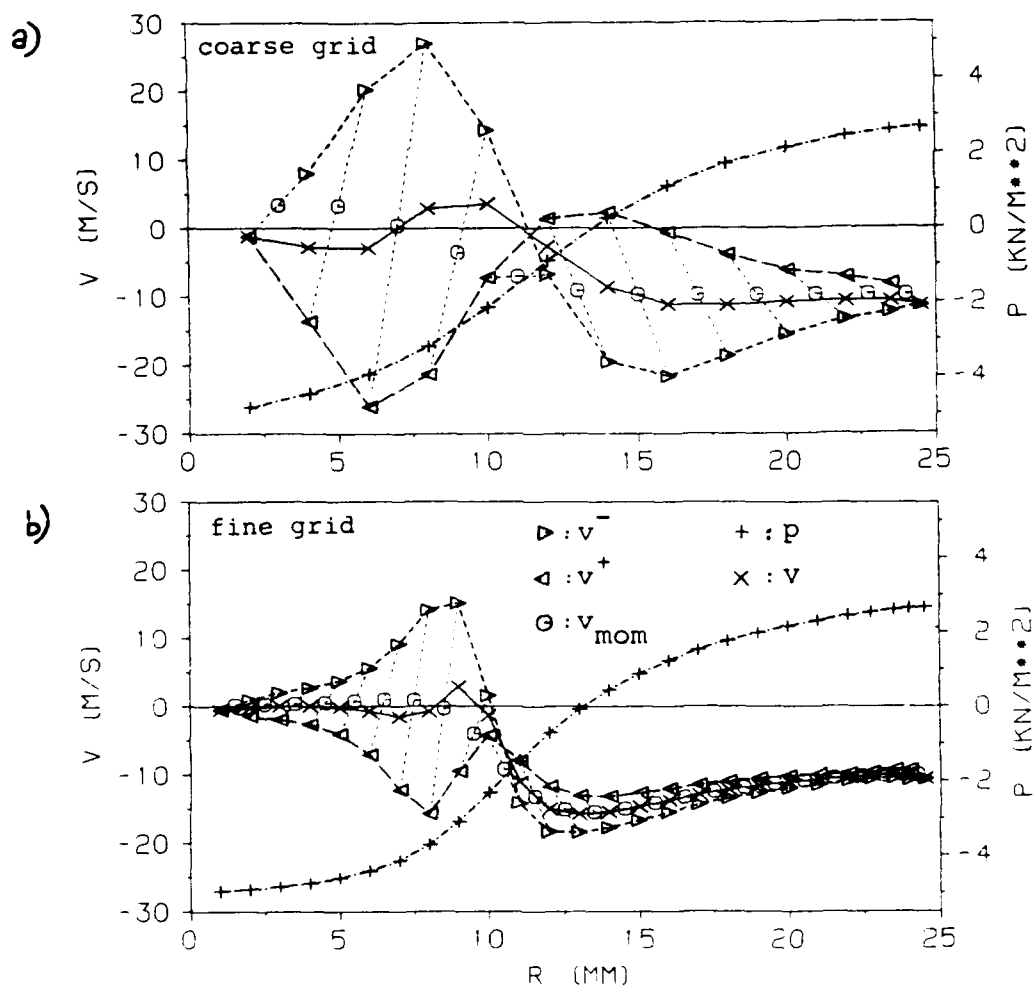 a)
30
coarse grid
4
20
2
10
0
0
-10
-2
-20
-4
-30
0 5 10 15 20 25
V (M/S)
P (KN/M**2)
b)
30
fine grid
▷ : v⁻ + : p
◁ : v⁺ × : v
⊙ : v_mom
4
20
2
10
0
0
-10
-2
-20
-4
-30
0 5 10 15 20 25
V (M/S)
P (KN/M**2)
R (MM)